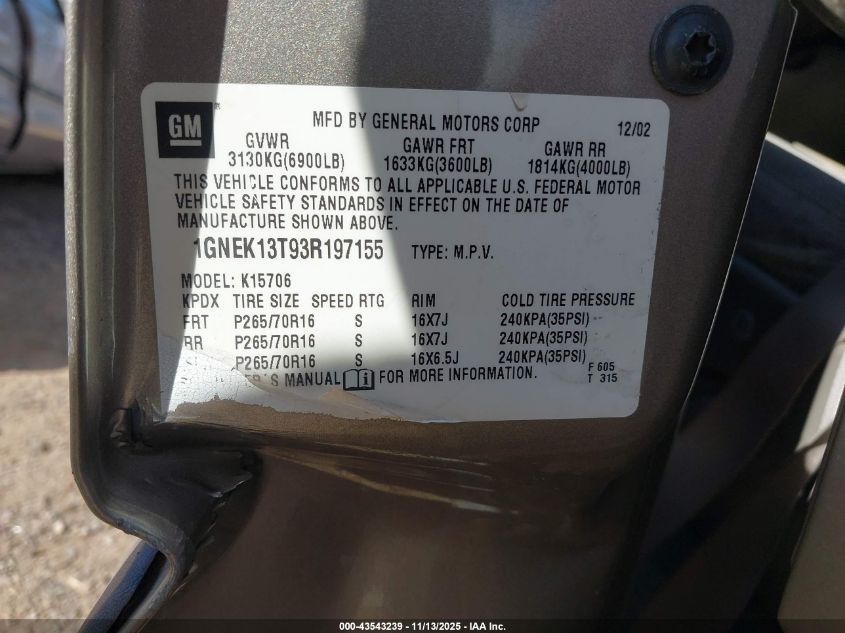 GM
MFD BY GENERAL MOTORS CORP 12/02
GVWR GAWR FRT GAWR RR
3130KG(6900LB) 1633KG(3600LB) 1814KG(4000LB)
THIS VEHICLE CONFORMS TO ALL APPLICABLE U.S. FEDERAL MOTOR
VEHICLE SAFETY STANDARDS IN EFFECT ON THE DATE OF
MANUFACTURE SHOWN ABOVE.
1GNEK13T93R197155 TYPE: M.P.V.
MODEL: K15706
KPDX TIRE SIZE SPEED RTG RIM COLD TIRE PRESSURE
FRT P265/70R16 S 16X7J 240KPA(35PSI)
RR P265/70R16 S 16X7J 240KPA(35PSI)
P265/70R16 S 16X6.5J 240KPA(35PSI)
'S MANUAL FOR MORE INFORMATION.
F 605
T 315
000-43543239 - 11/13/2025 - IAA Inc.